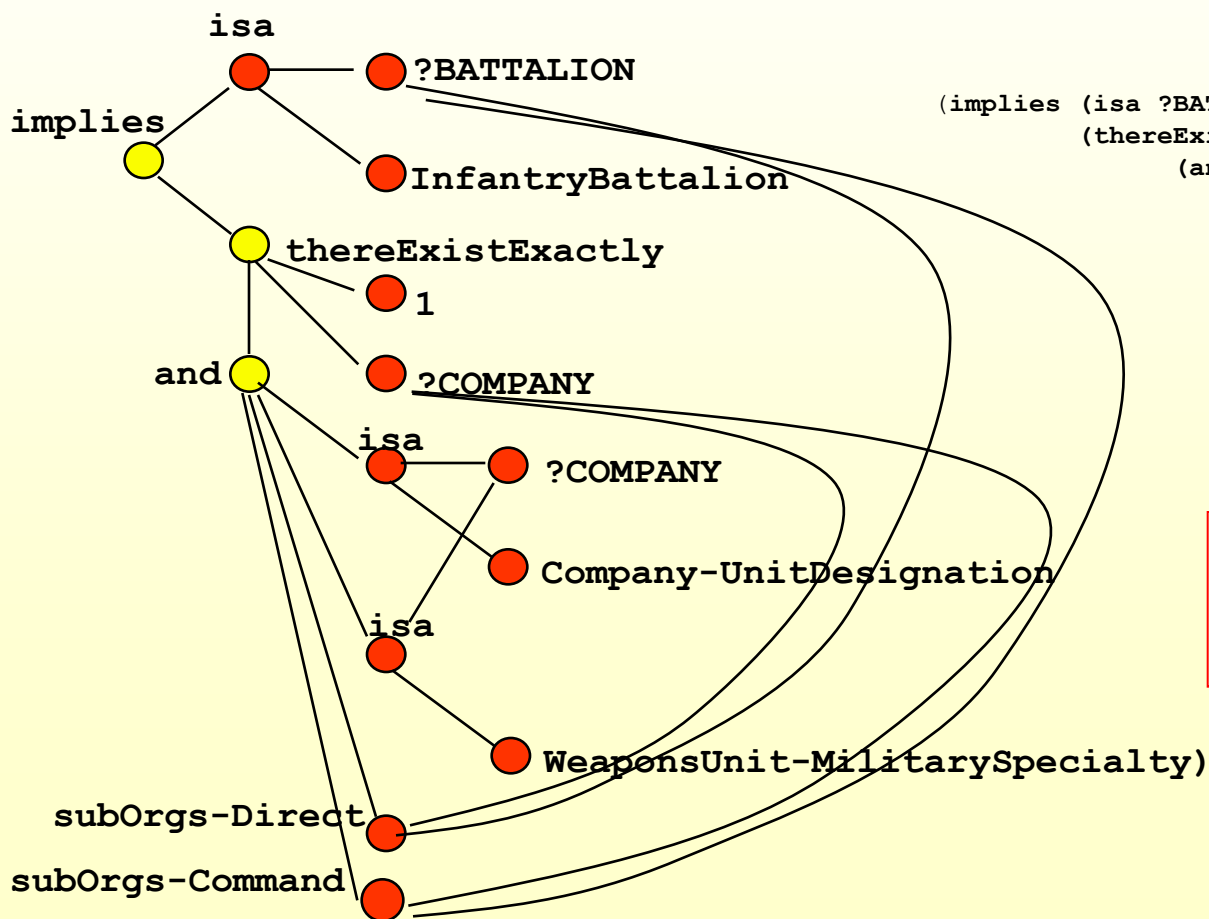 isa
?BATTALION
(implies (isa ?BA
implies
(thereExi
InfantryBattalion
thereExistExactly
1
and
?COMPANY
isa
?COMPANY
Company-UnitDesignation
isa
WeaponsUnit-MilitarySpecialty)
subOrgs-Direct
subOrgs-Command